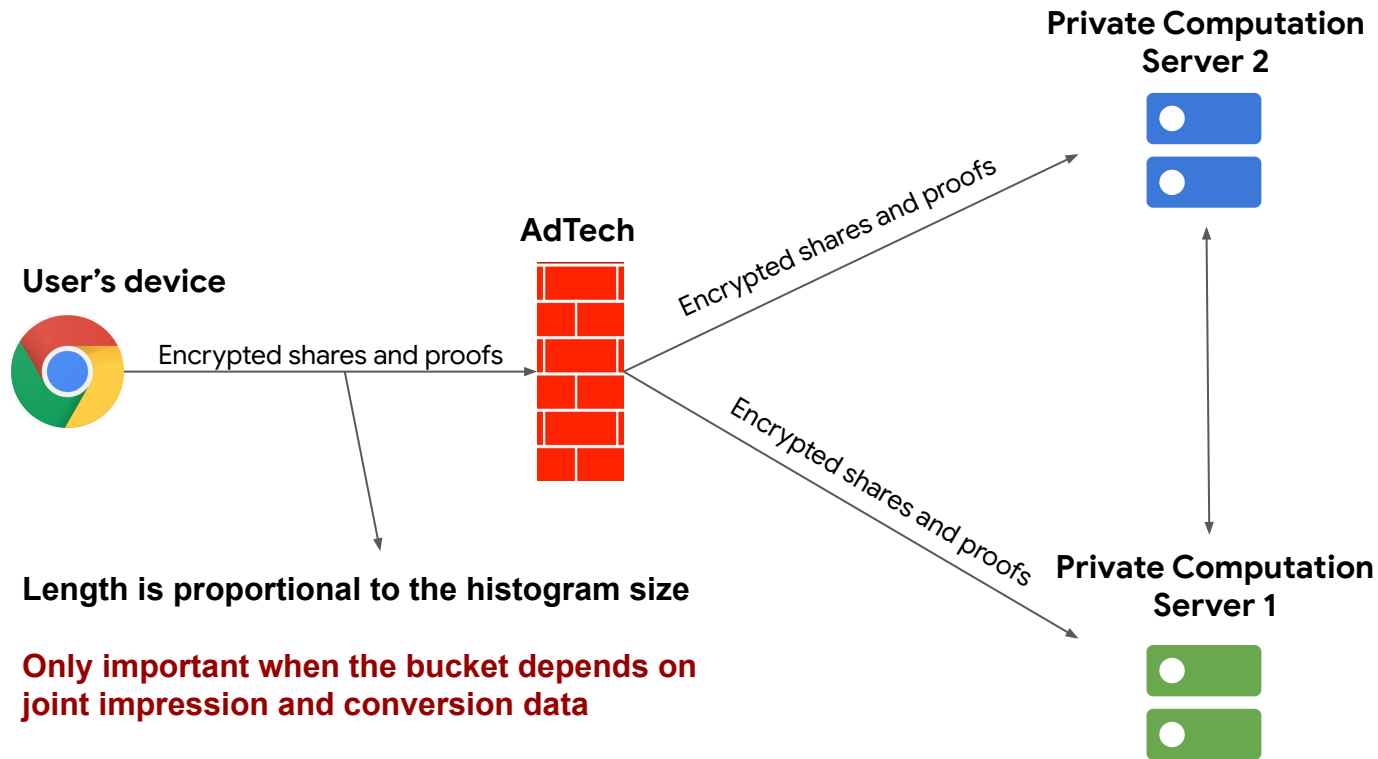 Private Computation
Server 2
AdTech
User's device
Encrypted shares and proofs
Encrypted shares and proofs
Encrypted shares and proofs
Private Computation
Server 1
Length is proportional to the histogram size
Only important when the bucket depends on
joint impression and conversion data